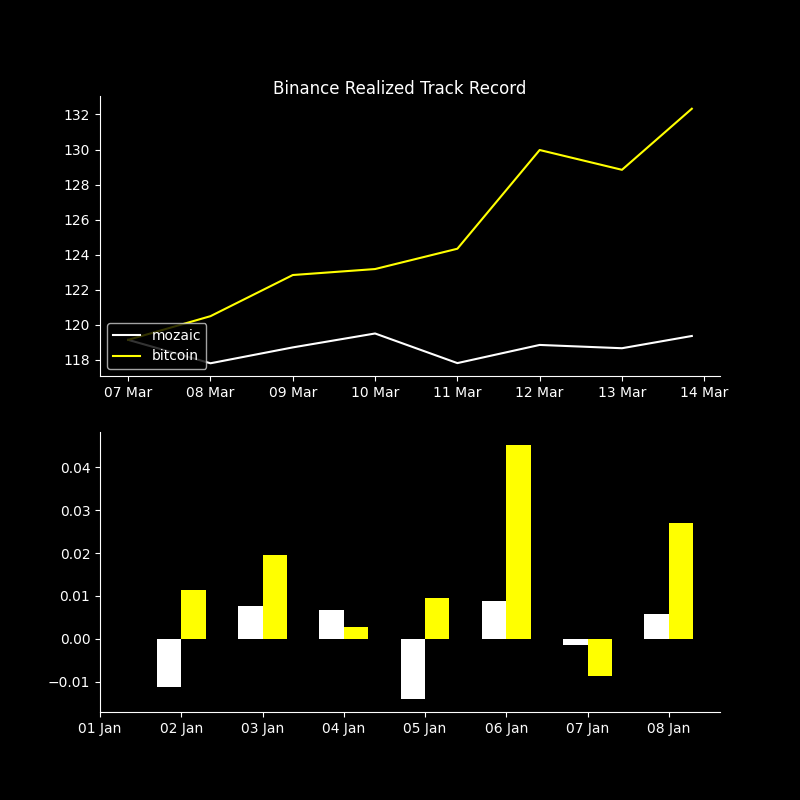 Binance Realized Track Record
132
130
128
126
124
122
120
118
mozaic
bitcoin
07 Mar 08 Mar 09 Mar 10 Mar 11 Mar 12 Mar 13 Mar 14 Mar
0.04
0.03
0.02
0.01
0.00
−0.01
01 Jan 02 Jan 03 Jan 04 Jan 05 Jan 06 Jan 07 Jan 08 Jan